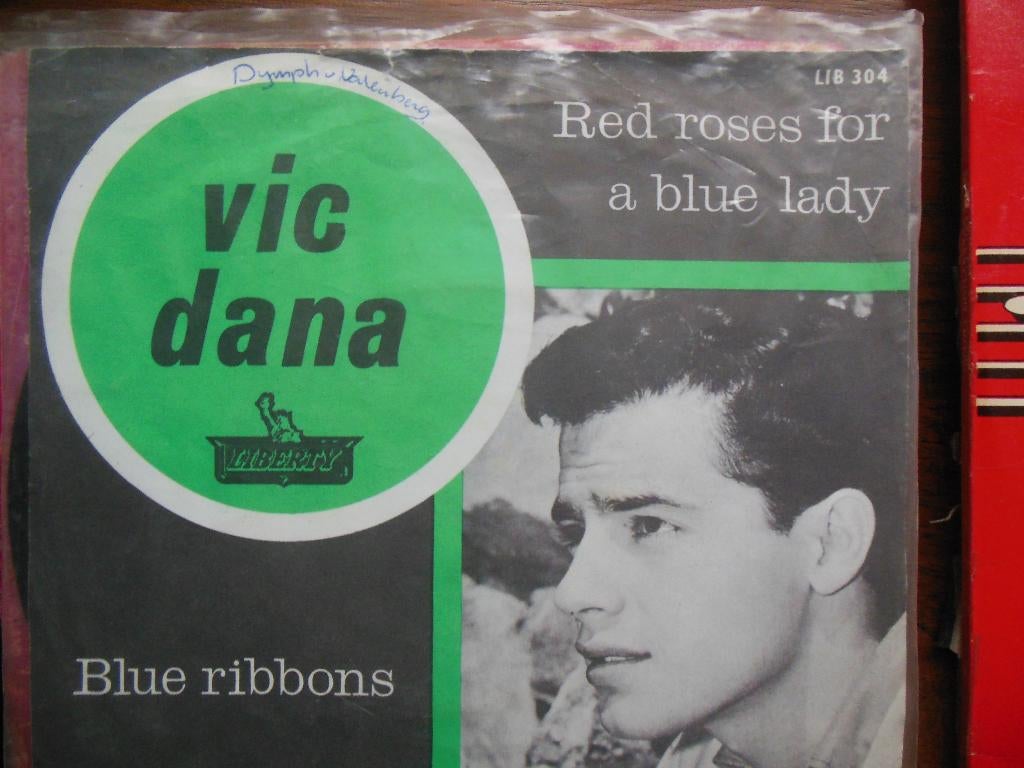 LIB 304
Red roses for
a blue lady
vic
dana
LIBERTY
Blue ribbons